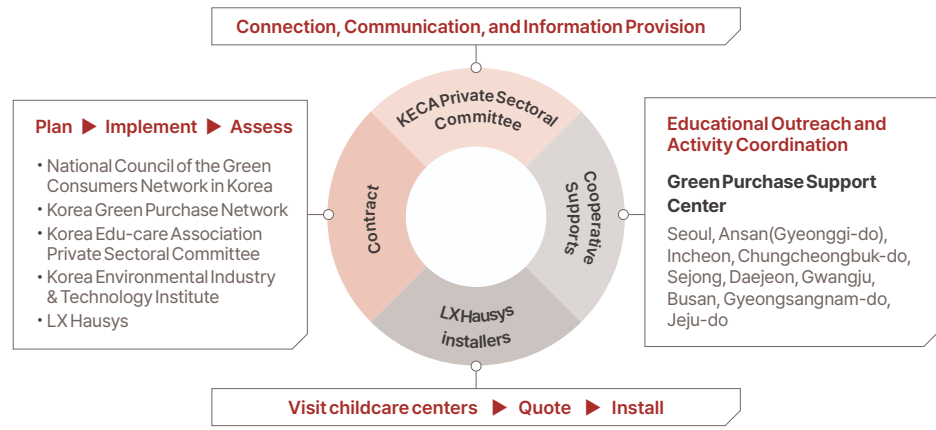 Connection, Communication, and Information Provision
Plan ▶ Implement ▶ Assess
• National Council of the Green
Consumers Network in Korea
• Korea Green Purchase Network
• Korea Edu-care Association
Private Sectoral Committee
• Korea Environmental Industry
& Technology Institute
• LX Hausys
KECA Private Sectoral
Committee
Contract
Cooperative
Supports
LX Hausys
installers
Educational Outreach and
Activity Coordination
Green Purchase Support
Center
Seoul, Ansan(Gyeonggi-do),
Incheon, Chungcheongbuk-do,
Sejong, Daejeon, Gwangju,
Busan, Gyeongsangnam-do,
Jeju-do
Visit childcare centers ▶ Quote ▶ Install